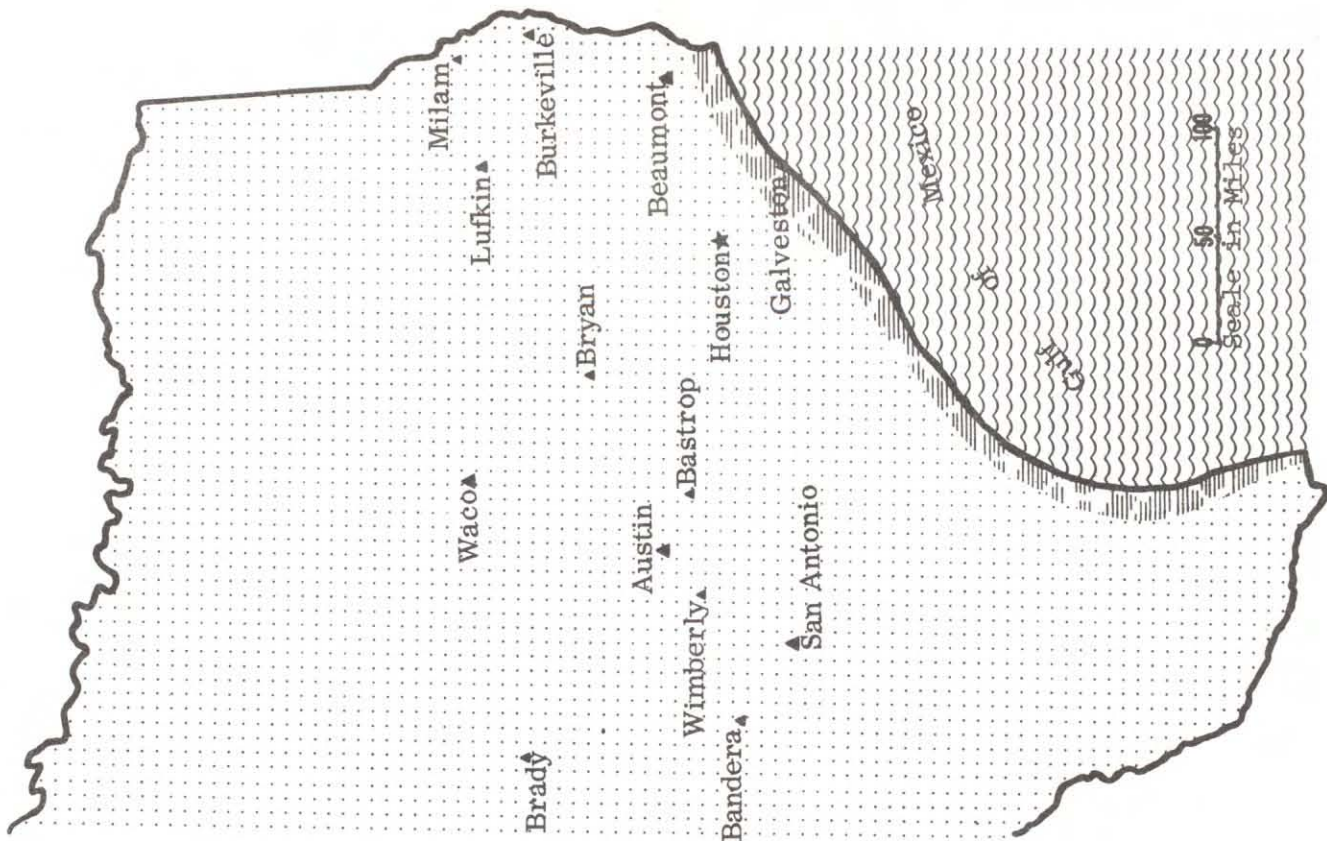 Milam
Burkeville
Lufkin
Beaumont
Galveston
Houston
Bryan
Bastrop
Waco
Austin
Wimberly
San Antonio
Brady
Bandera
Gulf
of
Mexico
0 50 100
Scale in Miles